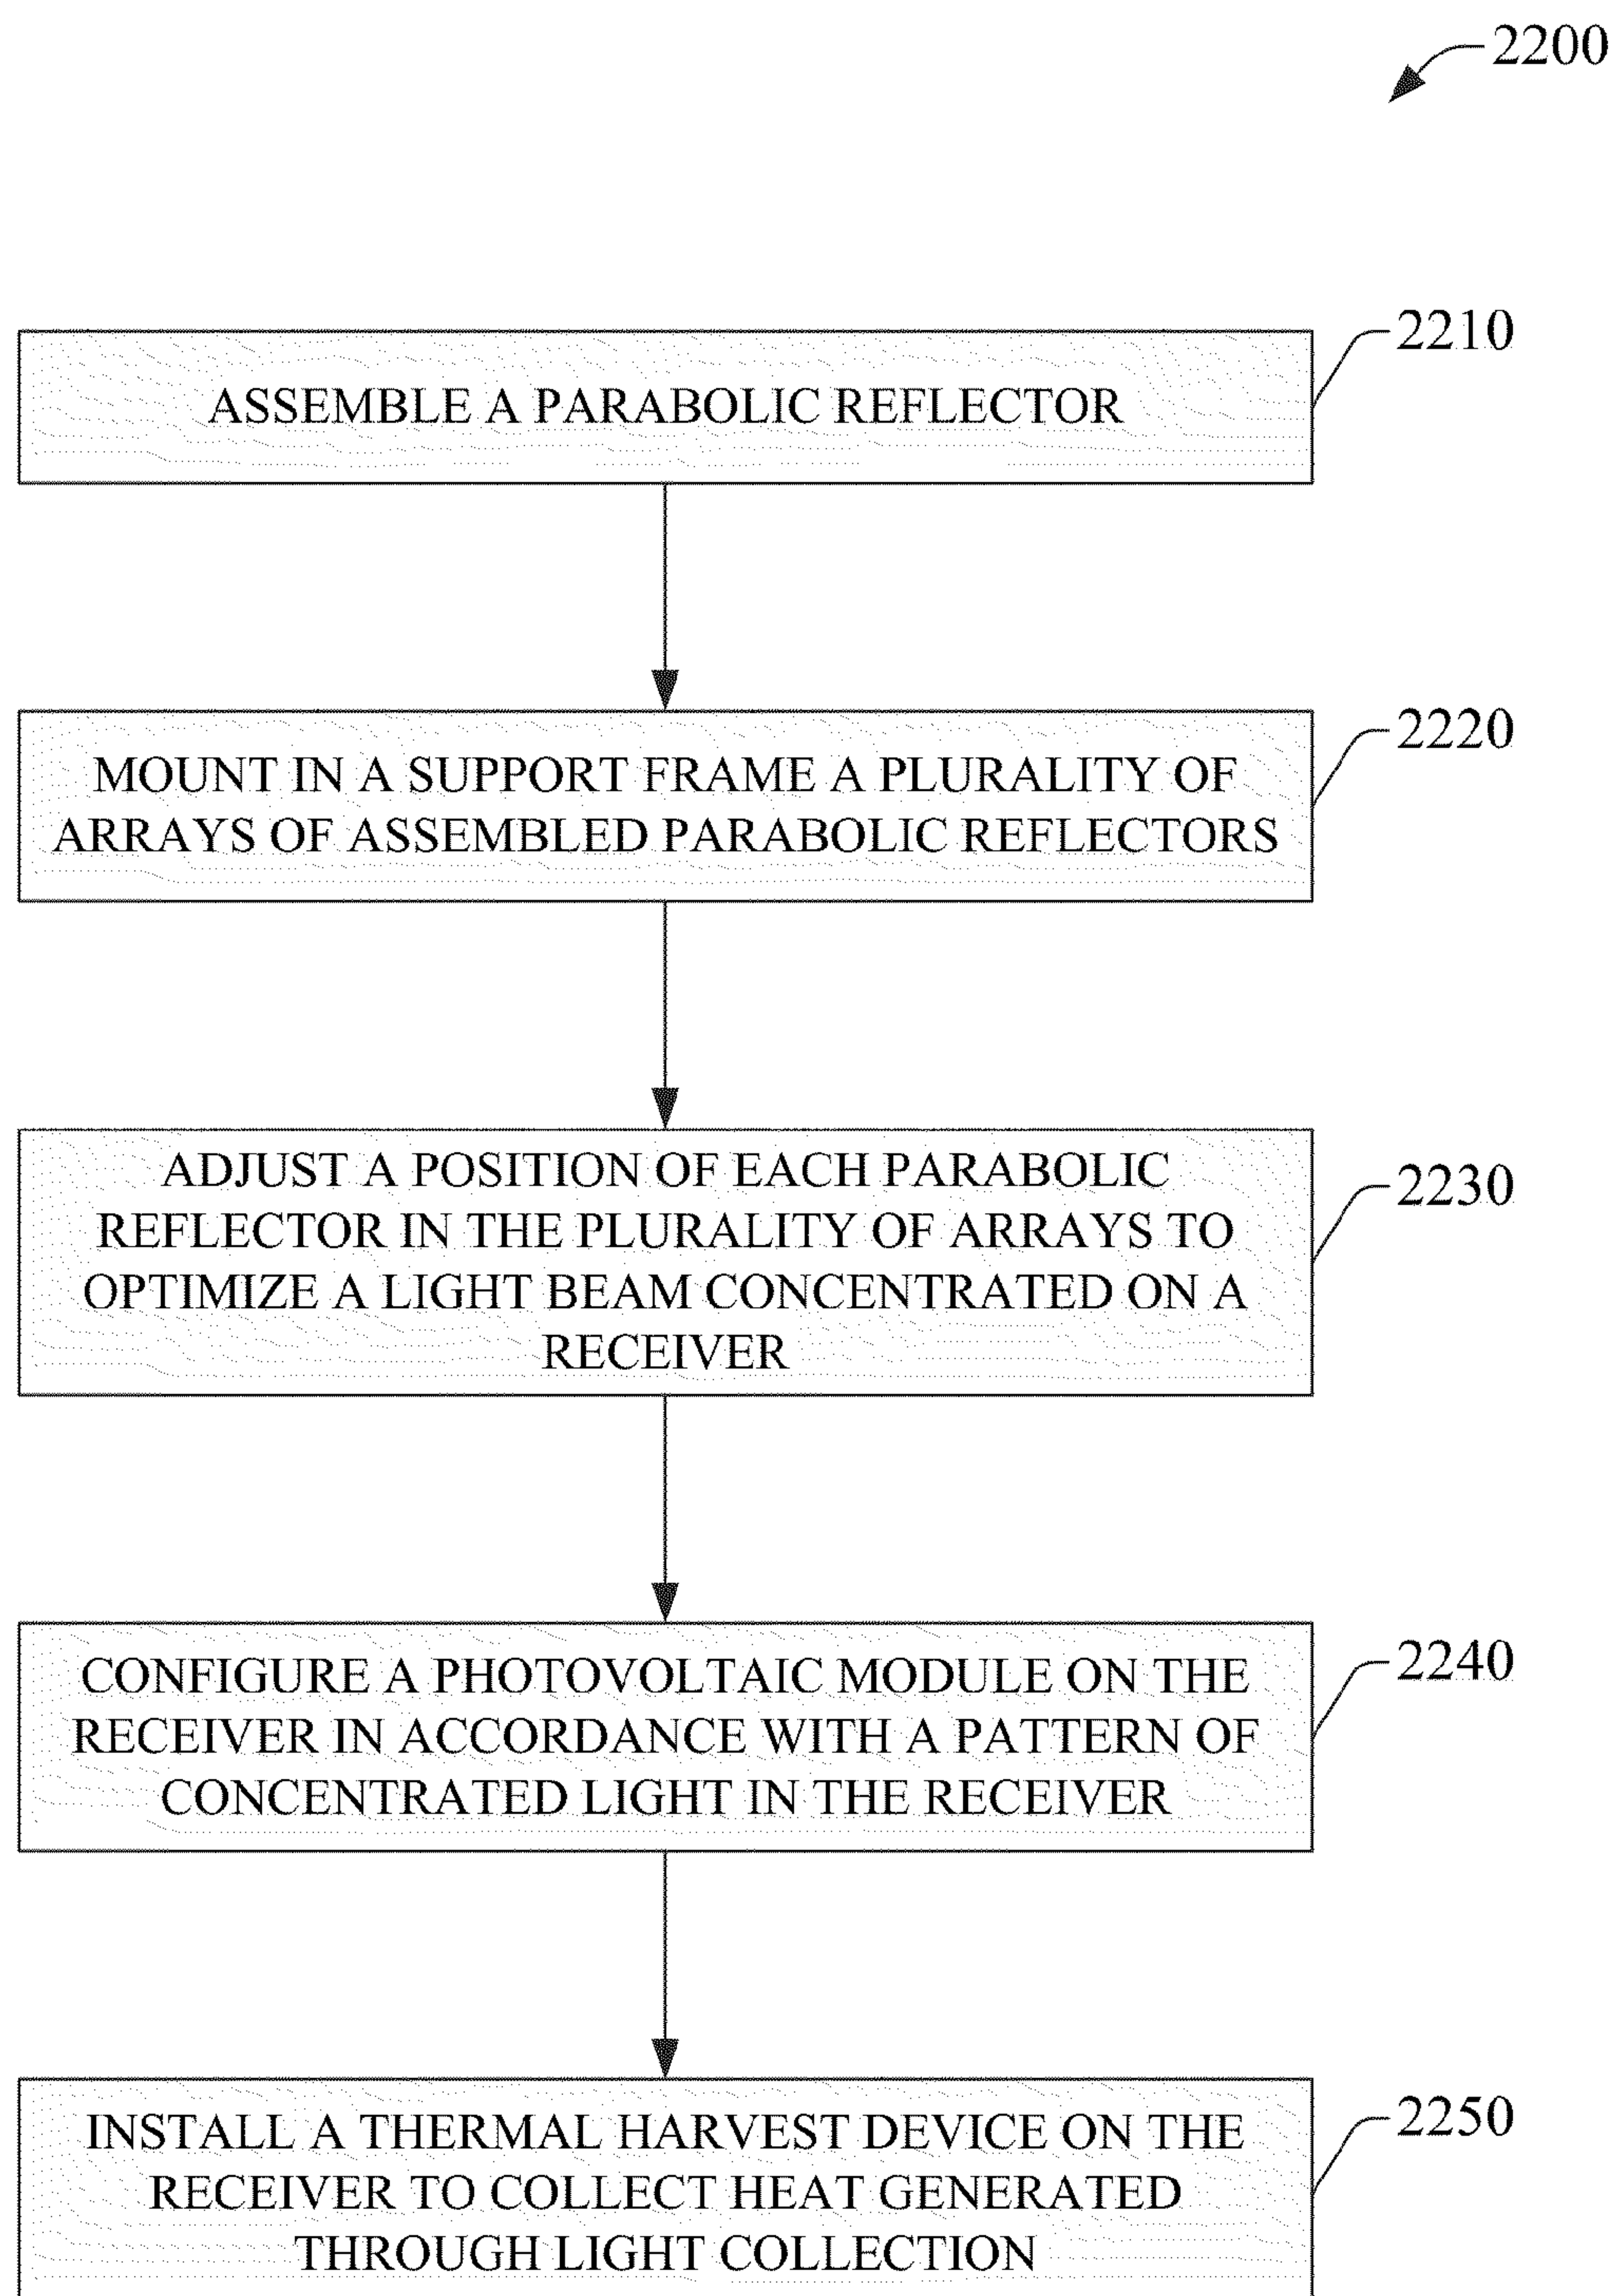 2200
2210
ASSEMBLE A PARABOLIC REFLECTOR
2220
MOUNT IN A SUPPORT FRAME A PLURALITY OF
ARRAYS OF ASSEMBLED PARABOLIC REFLECTORS
2230
ADJUST A POSITION OF EACH PARABOLIC
REFLECTOR IN THE PLURALITY OF ARRAYS TO
OPTIMIZE A LIGHT BEAM CONCENTRATED ON A
RECEIVER
2240
CONFIGURE A PHOTOVOLTAIC MODULE ON THE
RECEIVER IN ACCORDANCE WITH A PATTERN OF
CONCENTRATED LIGHT IN THE RECEIVER
2250
INSTALL A THERMAL HARVEST DEVICE ON THE
RECEIVER TO COLLECT HEAT GENERATED
THROUGH LIGHT COLLECTION